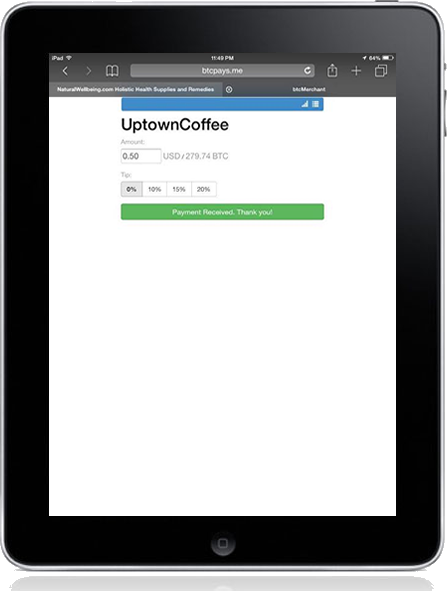 iPad 11:49 PM 64%
btcpays.me
NaturalWellbeing.com Holistic Health Supplies and Remedies btcMerchant
UptownCoffee
Amount:
0.50 USD / 279.74 BTC
Tip:
0% 10% 15% 20%
Payment Received. Thank you!